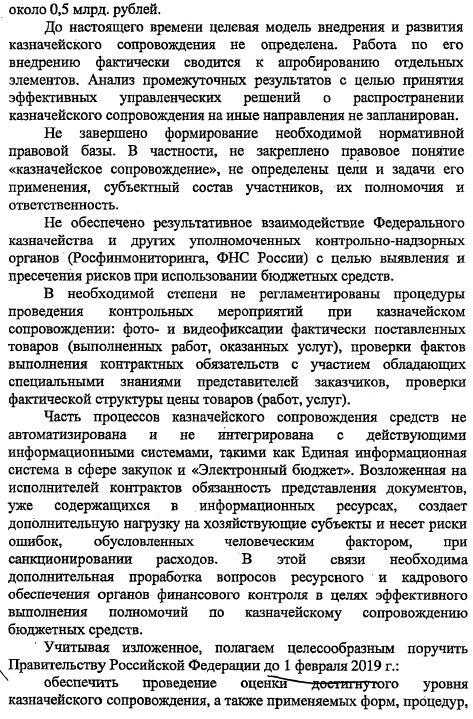 около 0,5 млрд. рублей.
До настоящего времени целевая модель внедрения и развития
казначейского сопровождения не определена. Работа по его
внедрению фактически сводится к апробированию отдельных
элементов. Анализ промежуточных результатов с целью принятия
эффективных управленческих решений о распространении
казначейского сопровождения на иные направления не запланирован.
Не завершено формирование необходимой нормативной
правовой базы. В частности, не закреплено правовое понятие
«казначейское сопровождение», не определены цели и задачи его
применения, субъектный состав участников, их полномочия и
ответственность.
Не обеспечено результативное взаимодействие Федерального
казначейства и других уполномоченных контрольно-надзорных
органов (Росфинмониторинга, ФНС России) с целью выявления и
пресечения рисков при использовании бюджетных средств.
В необходимой степени не регламентированы процедуры
проведения контрольных мероприятий при казначейском
сопровождении: фото- и видеофиксации фактически поставленных
товаров (выполненных работ, оказанных услуг), проверки фактов
выполнения контрактных обязательств с участием обладающих
специальными знаниями представителей заказчиков, проверки
фактической структуры цены товаров (работ, услуг).
Часть процессов казначейского сопровождения средств не
автоматизирована и не интегрирована с действующими
информационными системами, такими как Единая информационная
система в сфере закупок и «Электронный бюджет». Возложенная на
исполнителей контрактов обязанность представления документов,
уже содержащихся в информационных ресурсах, создает
дополнительную нагрузку на хозяйствующие субъекты и несет риски
ошибок, обусловленных человеческим фактором, при
санкционировании расходов. В этой связи необходима
дополнительная проработка вопросов ресурсного и кадрового
обеспечения органов финансового контроля в целях эффективного
выполнения полномочий по казначейскому сопровождению
бюджетных средств.
Учитывая изложенное, полагаем целесообразным поручить
Правительству Российской Федерации до 1 февраля 2019 г.:
обеспечить проведение оценки достигнутого уровня
казначейского сопровождения, а также применяемых форм, процедур,